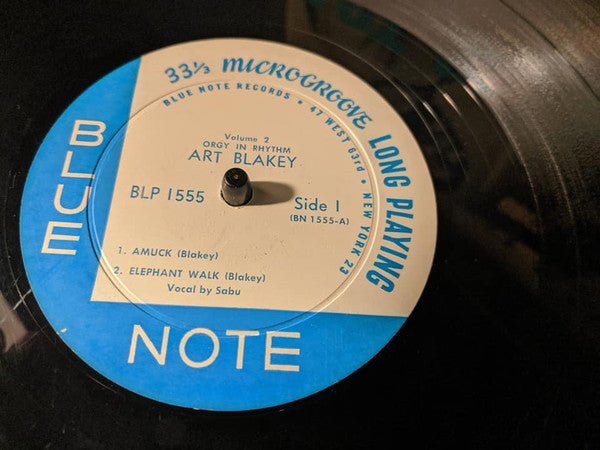 33⅓ MICROGROOVE LONG PLAYING
BLUE NOTE RECORDS • 47 WEST 63rd • NEW YORK 23
Volume 2
ORGY IN RHYTHM
ART BLAKEY
BLP 1555
Side 1
(BN 1555-A)
1. AMUCK (Blakey)
2. ELEPHANT WALK (Blakey)
Vocal by Sabu
BLUE
NOTE